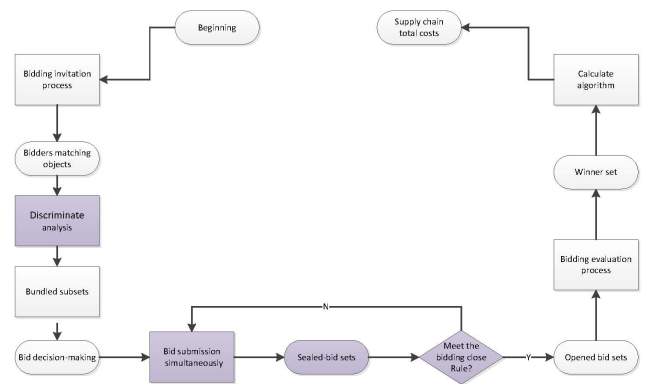 Beginning
Bidding invitation
process
Bidders matching
objects
Discriminate
analysis
Bundled subsets
Bid decision-making
Bid submission
simultaneously
Sealed-bid sets
Meet the
bidding close
Rule?
N
Y
Opened bid sets
Bidding evaluation
process
Winner set
Calculate
algorithm
Supply chain
total costs